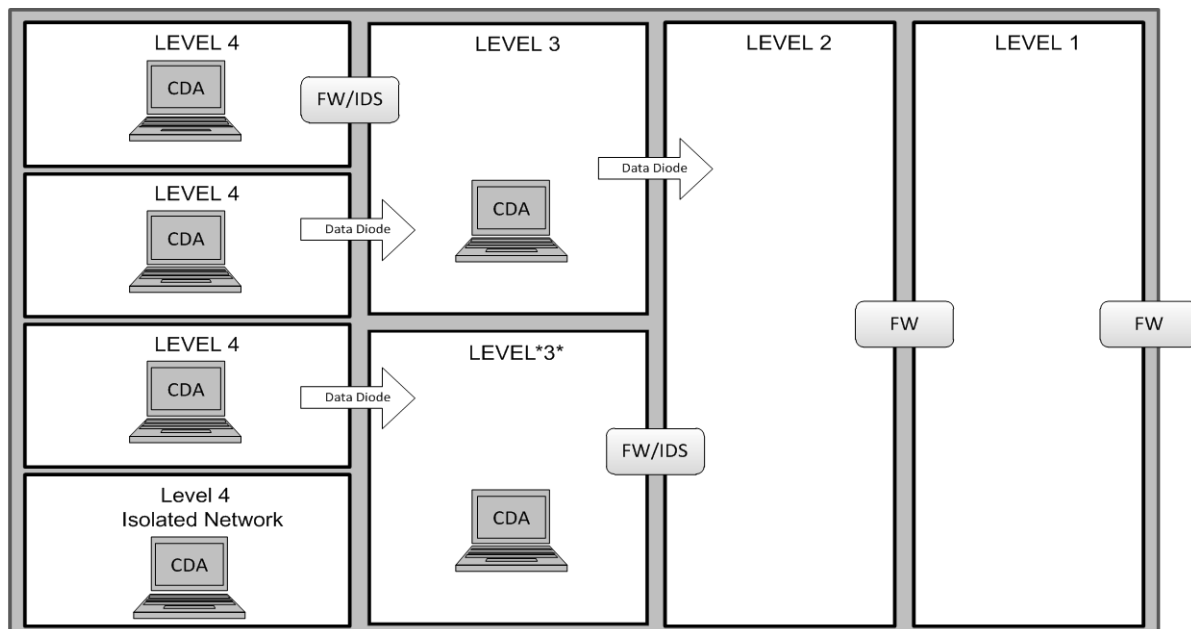 LEVEL 4
CDA
FW/IDS
LEVEL 3
CDA
Data Diode
LEVEL 2
LEVEL 1
LEVEL 4
CDA
Data Diode
LEVEL 4
CDA
Data Diode
LEVEL*3*
CDA
FW/IDS
FW
FW
Level 4
Isolated Network
CDA